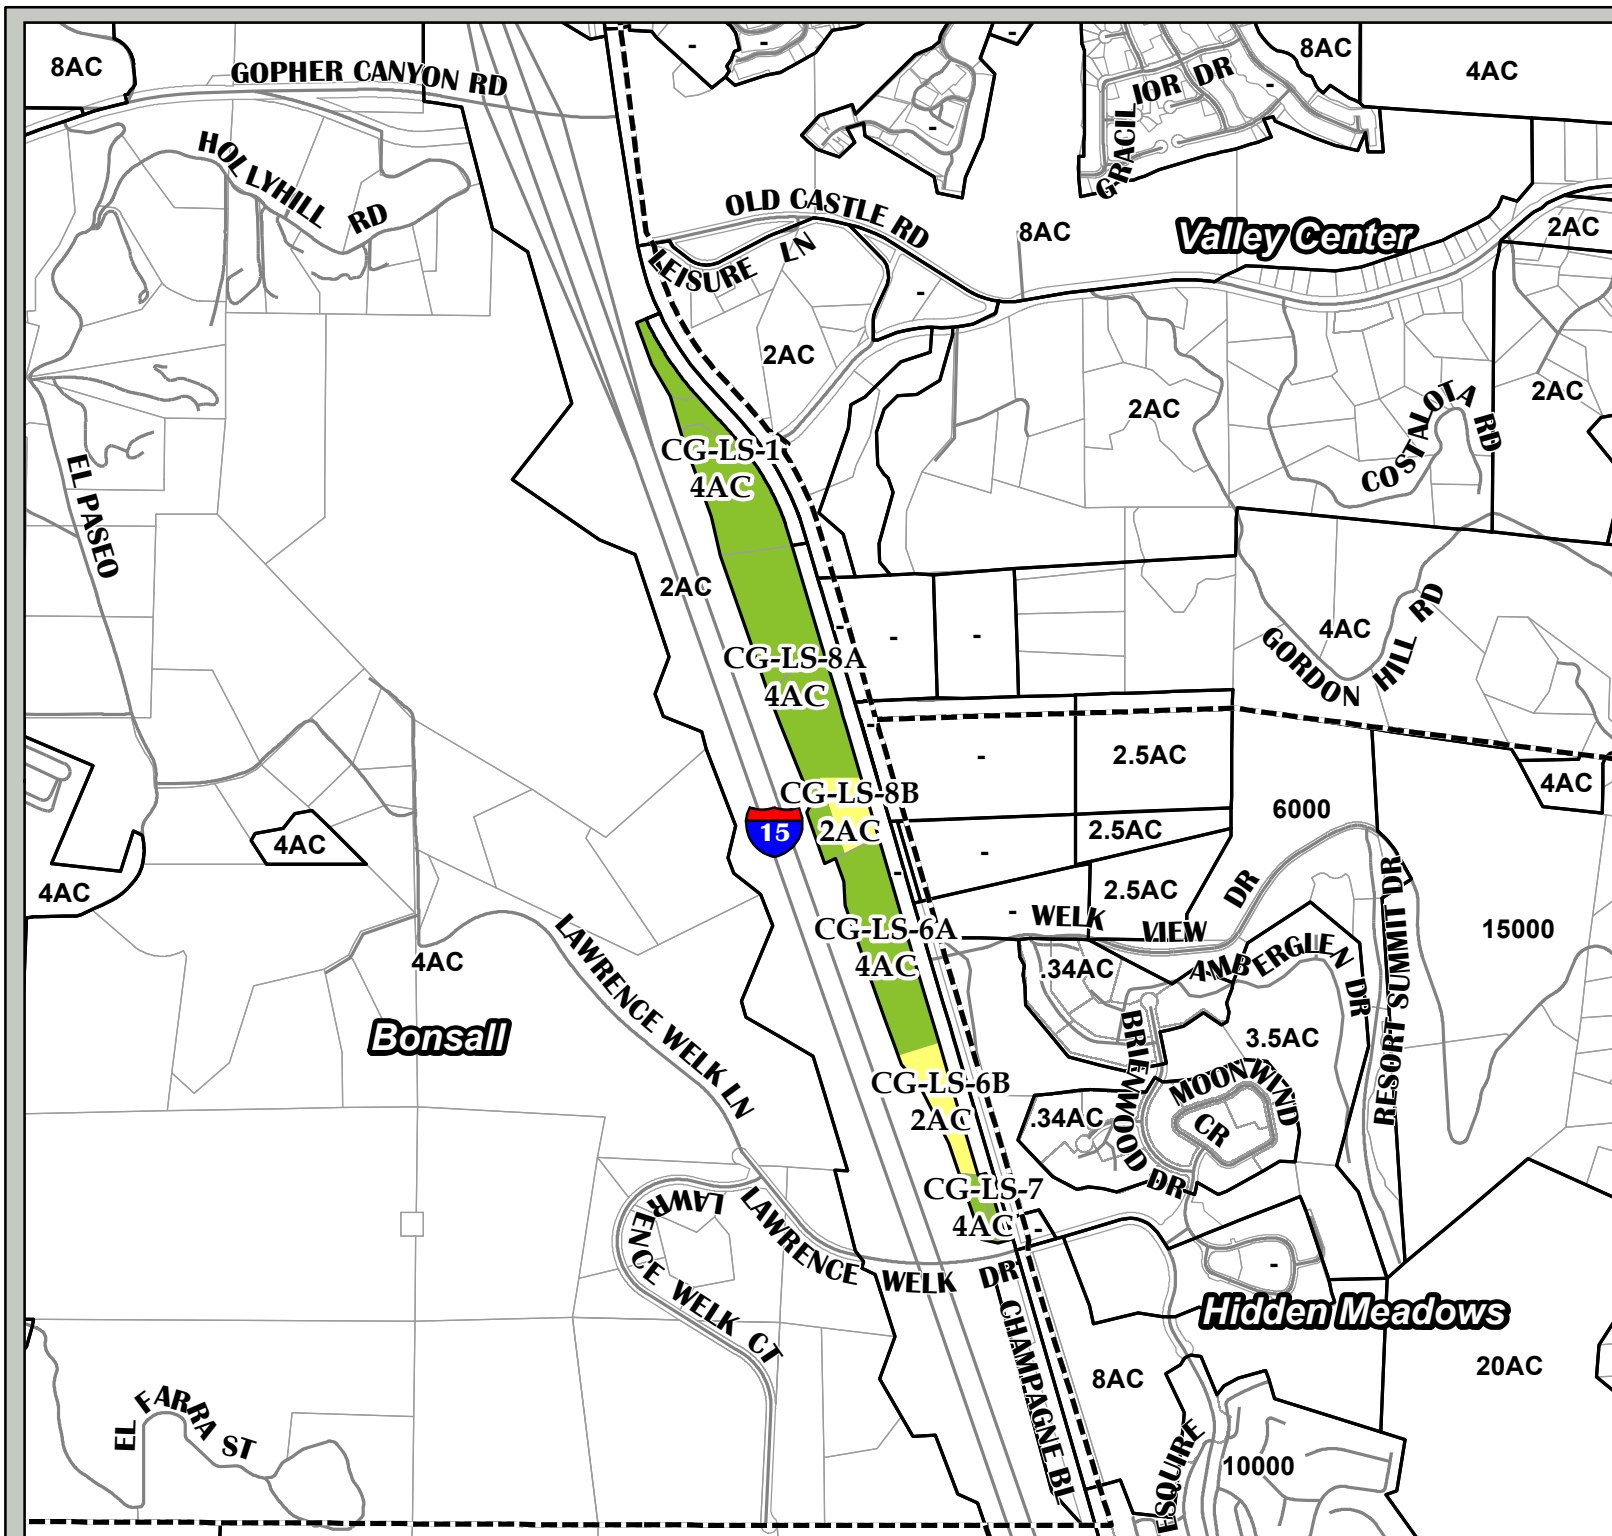 8AC
GOPHER CANYON RD
-
-
-
8AC
4AC
GRACIL IOR DR
-
-
HOLLYHILL RD
OLD CASTLE RD
8AC
Valley Center
2AC
LEISURE LN
-
2AC
2AC
2AC
COSTALOTA RD
CG-LS-1
4AC
EL PASEO
2AC
-
-
-
4AC
GORDON HILL RD
CG-LS-8A
4AC
-
-
2.5AC
4AC
CG-LS-8B
2AC
15
6000
2.5AC
4AC
-
-
4AC
2.5AC
-
WELK VIEW DR
CG-LS-6A
4AC
15000
4AC
.34AC
AMBERGLEN DR
RESORT SUMMIT DR
LAWRENCE WELK LN
Bonsall
BRIENWOOD DR
3.5AC
CG-LS-6B
2AC
MOONWIND CR
.34AC
CG-LS-7
4AC
-
LAWRENCE WELK CT
LAWRENCE WELK DR
-
Hidden Meadows
CHAMPAGNE BL
8AC
20AC
EL FARRA ST
ESQUIRE
10000